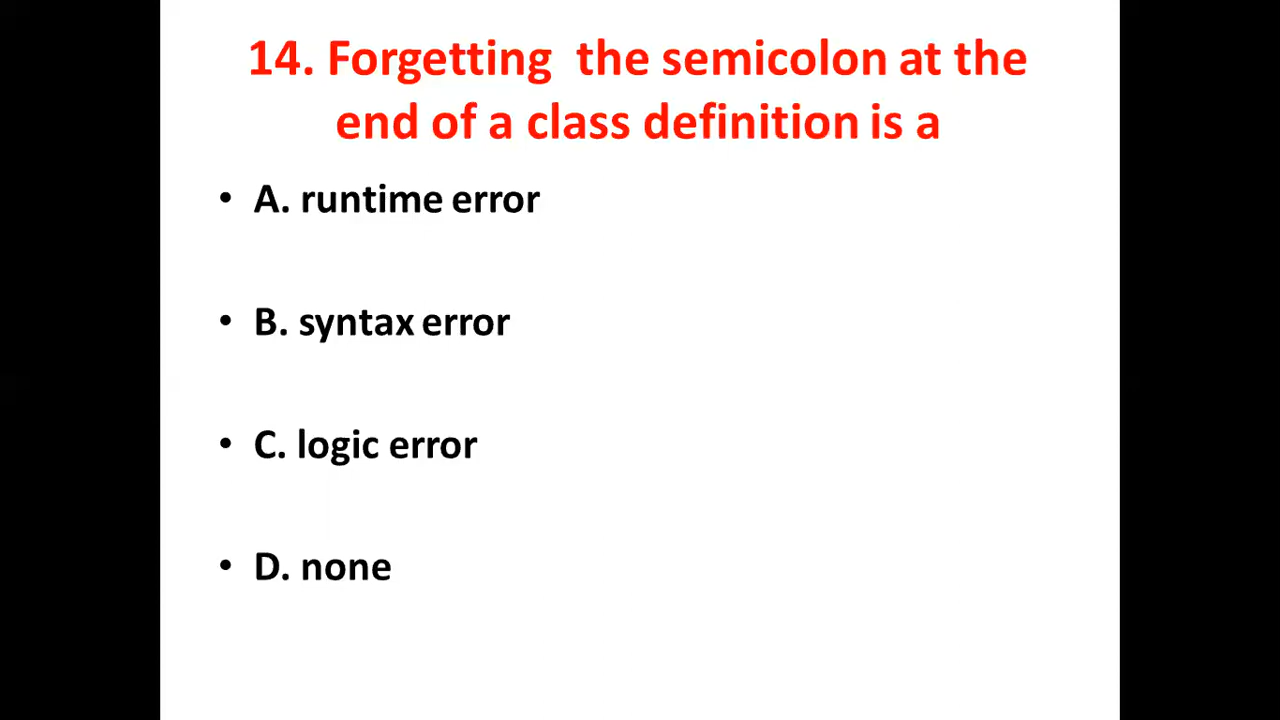 14. Forgetting  the semicolon at the
end of a class definition is a
• A. runtime error
• B. syntax error
• C. logic error
• D. none